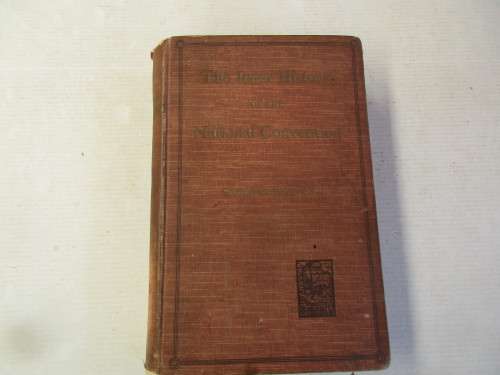 The Inner History
of the
National Convention